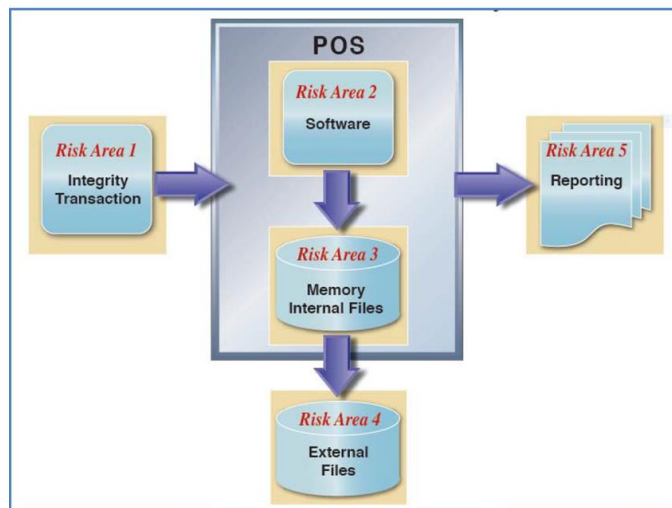 POS
Risk Area 1
Integrity
Transaction
Risk Area 2
Software
Risk Area 3
Memory
Internal Files
Risk Area 4
External
Files
Risk Area 5
Reporting